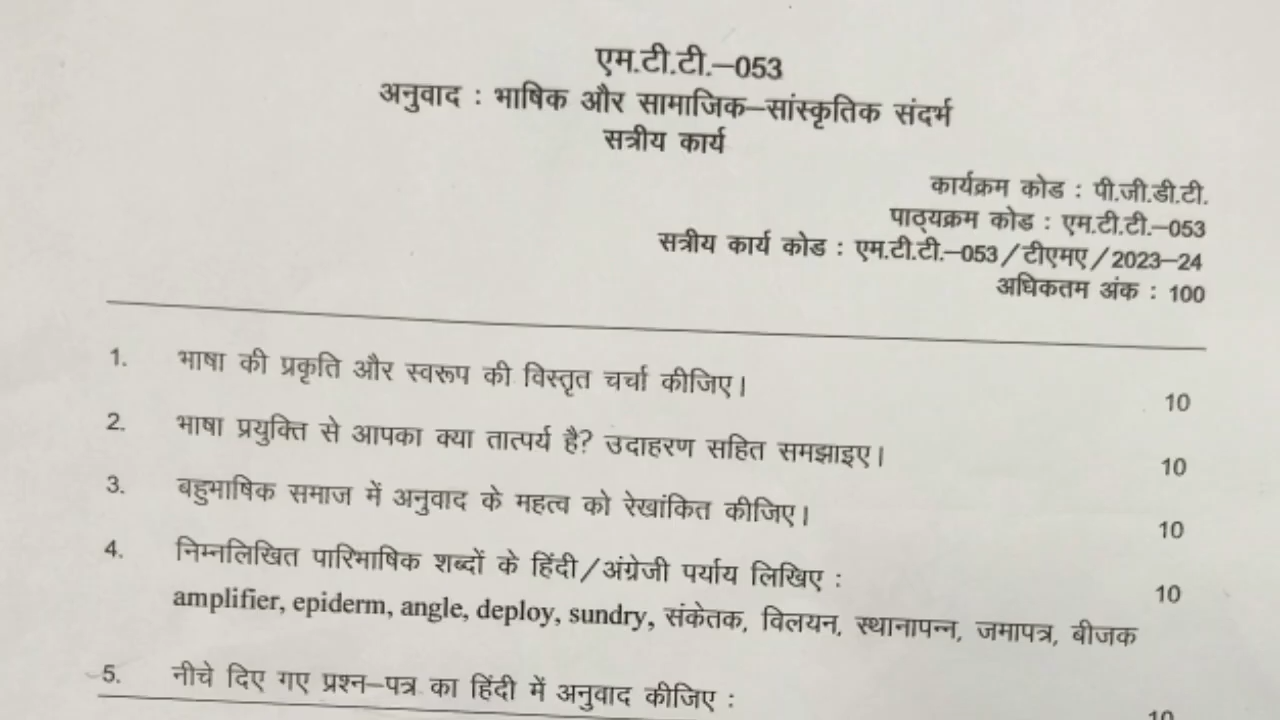 एम.टी.टी.–053
अनुवाद : भाषिक और सामाजिक–सांस्कृतिक संदर्भ
सत्रीय कार्य
कार्यक्रम कोड : पी.जी.डी.टी.
पाठ्यक्रम कोड : एम.टी.टी.–053
सत्रीय कार्य कोड : एम.टी.टी.–053/टीएमए/2023–24
अधिकतम अंक : 100
1. भाषा की प्रकृति और स्वरूप की विस्तृत चर्चा कीजिए। 10
2. भाषा प्रयुक्ति से आपका क्या तात्पर्य है? उदाहरण सहित समझाइए। 10
3. बहुभाषिक समाज में अनुवाद के महत्व को रेखांकित कीजिए। 10
4. निम्नलिखित पारिभाषिक शब्दों के हिंदी/अंग्रेजी पर्याय लिखिए : 10
amplifier, epiderm, angle, deploy, sundry, संकेतक, विलयन, स्थानापन्न, जमापत्र, बीजक
5. नीचे दिए गए प्रश्न–पत्र का हिंदी में अनुवाद कीजिए : 10